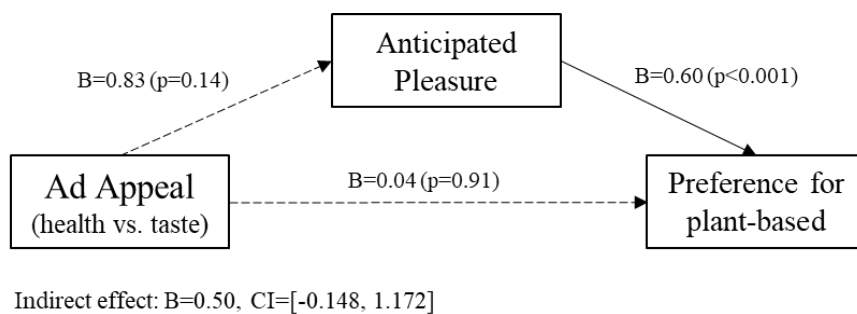 Anticipated
Pleasure
B=0.83 (p=0.14)
B=0.60 (p<0.001)
Ad Appeal
(health vs. taste)
B=0.04 (p=0.91)
Preference for
plant-based
Indirect effect: B=0.50, CI=[-0.148, 1.172]